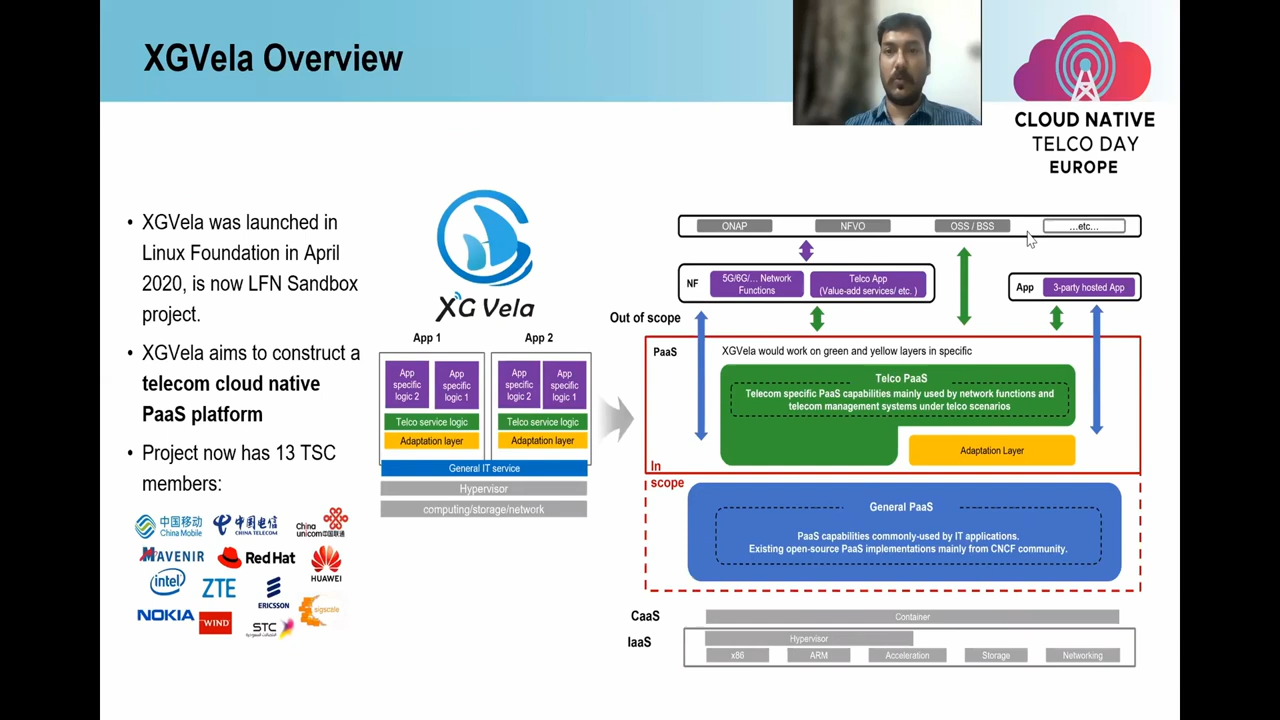 XGVela Overview
CLOUD NATIVE
TELCO DAY
EUROPE
• XGVela was launched in
Linux Foundation in April
2020, is now LFN Sandbox
project.
• XGVela aims to construct a
telecom cloud native
PaaS platform
• Project now has 13 TSC
members:
中国移动
China Mobile
中国电信
CHINA TELECOM
China
unicom中国联通
MAVENIR
Red Hat
HUAWEI
intel
ZTE
ERICSSON
sigscale
NOKIA
WIND
STC
XG Vela
App 1
App 2
App specific logic 2
App specific logic 1
App specific logic 2
App specific logic 1
Telco service logic
Telco service logic
Adaptation layer
Adaptation layer
General IT service
Hypervisor
computing/storage/network
ONAP
NFVO
OSS / BSS
...etc...
NF
5G/6G/... Network
Functions
Telco App
(Value-add services/ etc. )
App
3-party hosted App
Out of scope
PaaS
XGVela would work on green and yellow layers in specific
Telco PaaS
Telecom specific PaaS capabilities mainly used by network functions and
telecom management systems under telco scenarios
Adaptation Layer
In
scope
General PaaS
PaaS capabilities commonly-used by IT applications.
Existing open-source PaaS implementations mainly from CNCF community.
CaaS
Container
IaaS
Hypervisor
x86
ARM
Acceleration
Storage
Networking